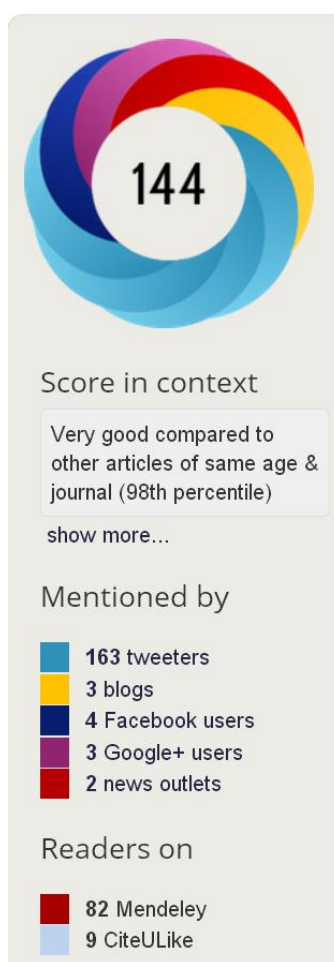 144
Score in context
Very good compared to
other articles of same age &
journal (98th percentile)
show more...
Mentioned by
163 tweeters
3 blogs
4 Facebook users
3 Google+ users
2 news outlets
Readers on
82 Mendeley
9 CiteULike